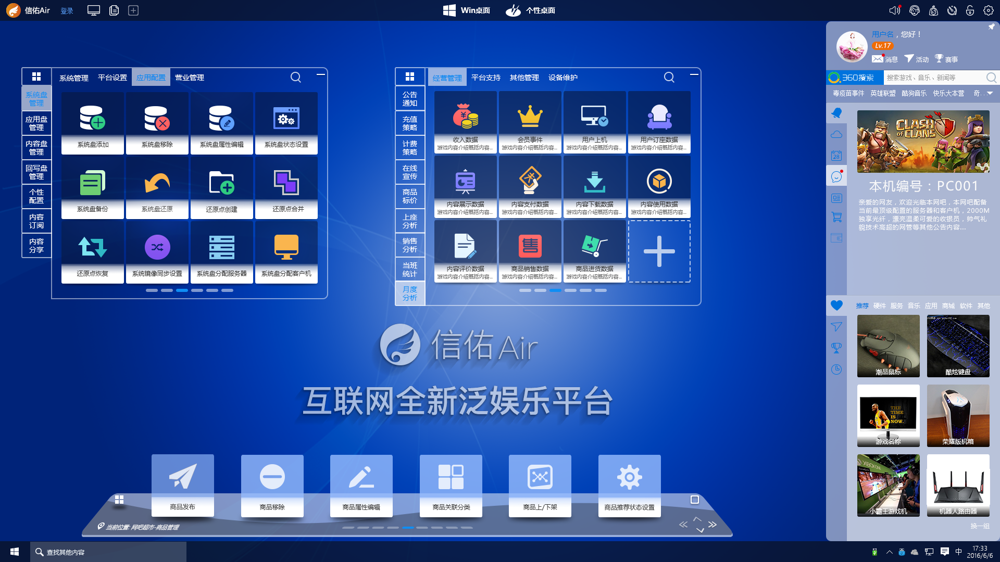 信佑Air 登录
Win桌面 个性桌面
用户名，您好！
Lv.17
消息 活动 赛事
360搜索 搜索游戏、音乐、新闻等
毒疫苗事件 英雄联盟 酷狗音乐 快乐大本营 奇..
系统管理 平台设置 应用配置 营业管理
系统盘
管理
应用盘
管理
内容盘
管理
回写盘
管理
个性
配置
内容
订阅
内容
分享
系统盘添加 系统盘移除 系统盘属性编辑 系统盘状态设置
系统盘备份 系统盘还原 还原点创建 还原点合并
还原点恢复 系统镜像同步设置 系统盘分配服务器 系统盘分配客户机
经营管理 平台支持 其他管理 设备维护
公告
通知
充值
策略
计费
策略
在线
宣传
商品
标价
上座
分析
销售
分析
当班
统计
月度
分析
收入数据 会员事件 用户上机 用户订座数据
游戏内容介绍概括内容... 游戏内容介绍概括内容... 游戏内容介绍概括内容... 游戏内容介绍概括内容...
内容展示数据 内容支付数据 内容下载数据 内容使用数据
游戏内容介绍概括内容... 游戏内容介绍概括内容... 游戏内容介绍概括内容... 游戏内容介绍概括内容...
售
内容评价数据 商品销售数据 商品进货数据
游戏内容介绍概括内容... 游戏内容介绍概括内容... 游戏内容介绍概括内容...
28
CLASH
OF CLANS
本机编号：PC001
亲爱的网友，欢迎光临本网吧，本网吧配备
当前最顶级配置的服务器和客户机，2000M
独享光纤，漂亮温柔可爱的收银员，帅气礼
貌技术高超的网管等其他公告内容...
推荐 硬件 服务 音乐 应用 商城 软件 其他
潮品鼠标 酷炫键盘
THE
TIME
IS
NOW.
游戏名称 荣耀版机箱
XBOX ONE
小霸王游戏机 机器人路由器
换一组
信佑 Air
互联网全新泛娱乐平台
商品发布 商品移除 商品属性编辑 商品关联分类 商品上/下架 商品推荐状态设置
当前位置: 网吧超市-商品管理
查找其他内容
中
17:33
2016/6/6